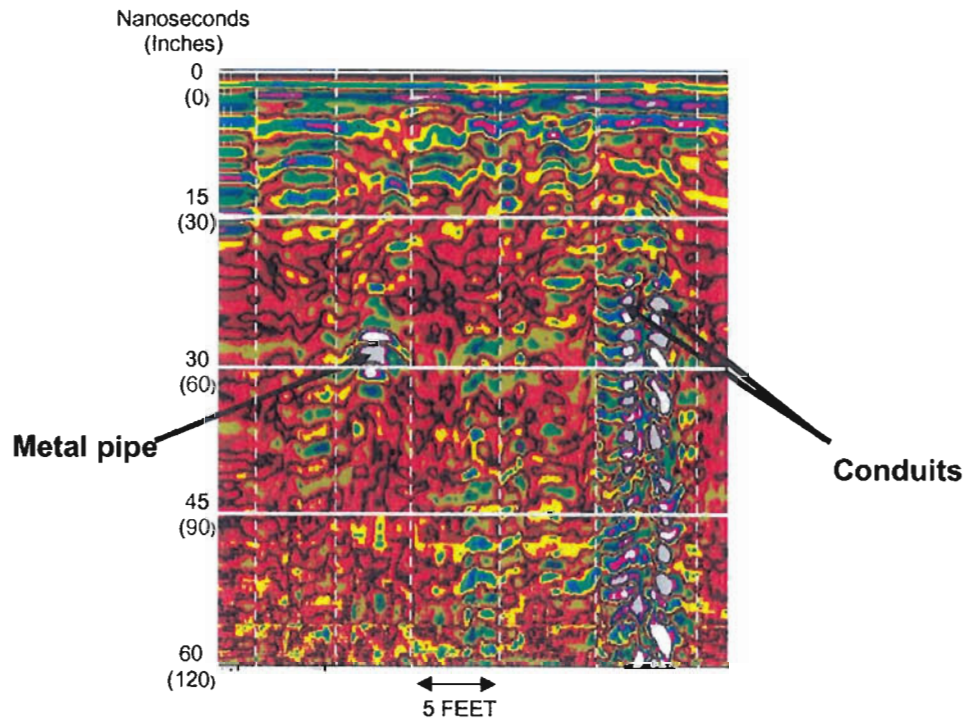 Nanoseconds
(Inches)
0
(0)
15
(30)
30
(60)
Metal pipe
Conduits
45
(90)
60
(120)
5 FEET